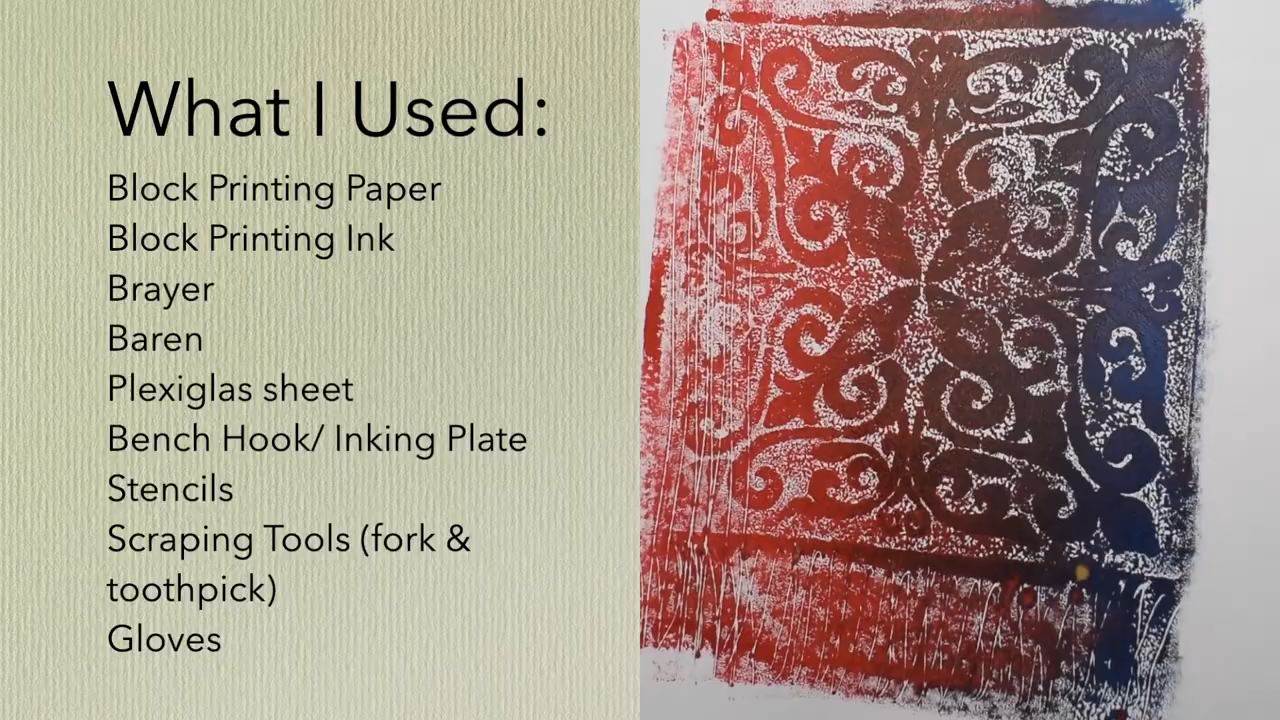 What I Used:
Block Printing Paper
Block Printing Ink
Brayer
Baren
Plexiglas sheet
Bench Hook/ Inking Plate
Stencils
Scraping Tools (fork &
toothpick)
Gloves